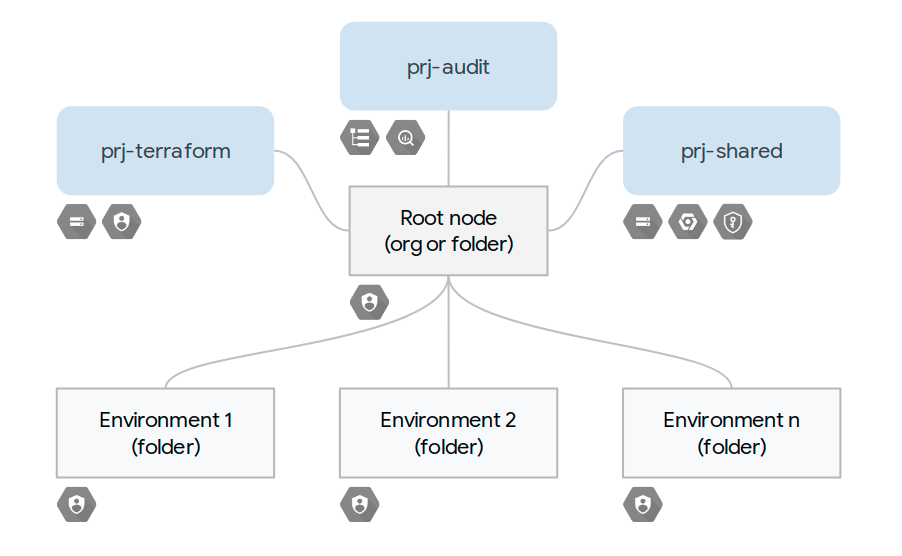 prj-audit
prj-terraform
prj-shared
Root node
(org or folder)
Environment 1
(folder)
Environment 2
(folder)
Environment n
(folder)